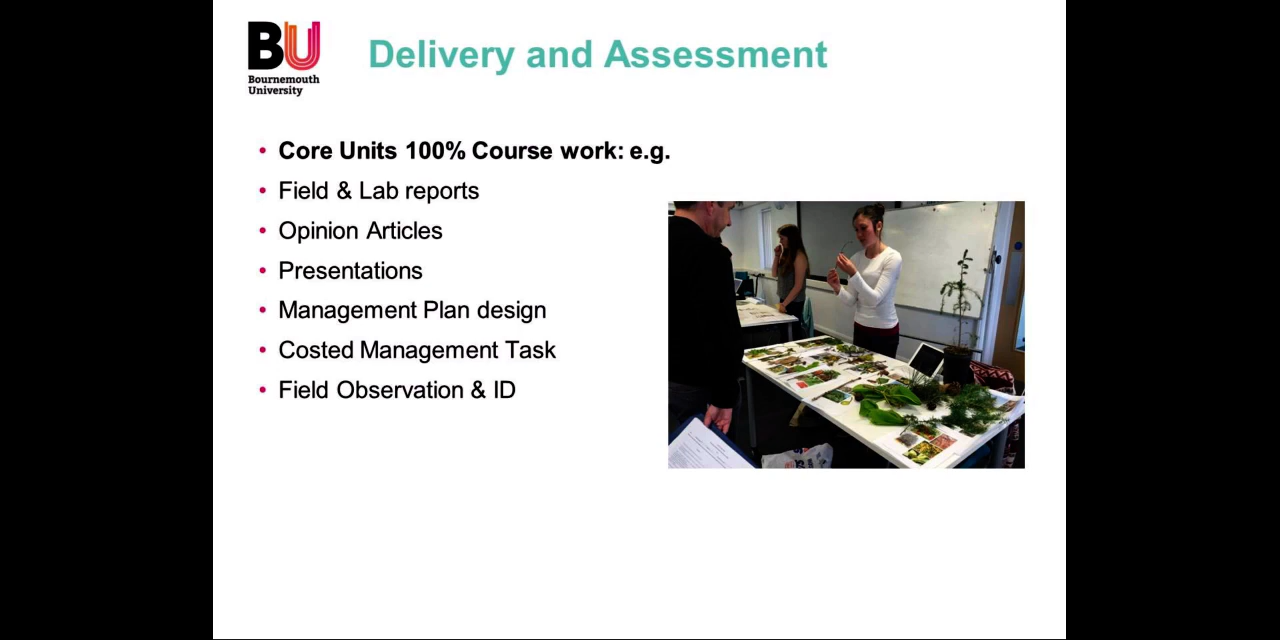 BU
Bournemouth
University
Delivery and Assessment
• Core Units 100% Course work: e.g.
• Field & Lab reports
• Opinion Articles
• Presentations
• Management Plan design
• Costed Management Task
• Field Observation & ID